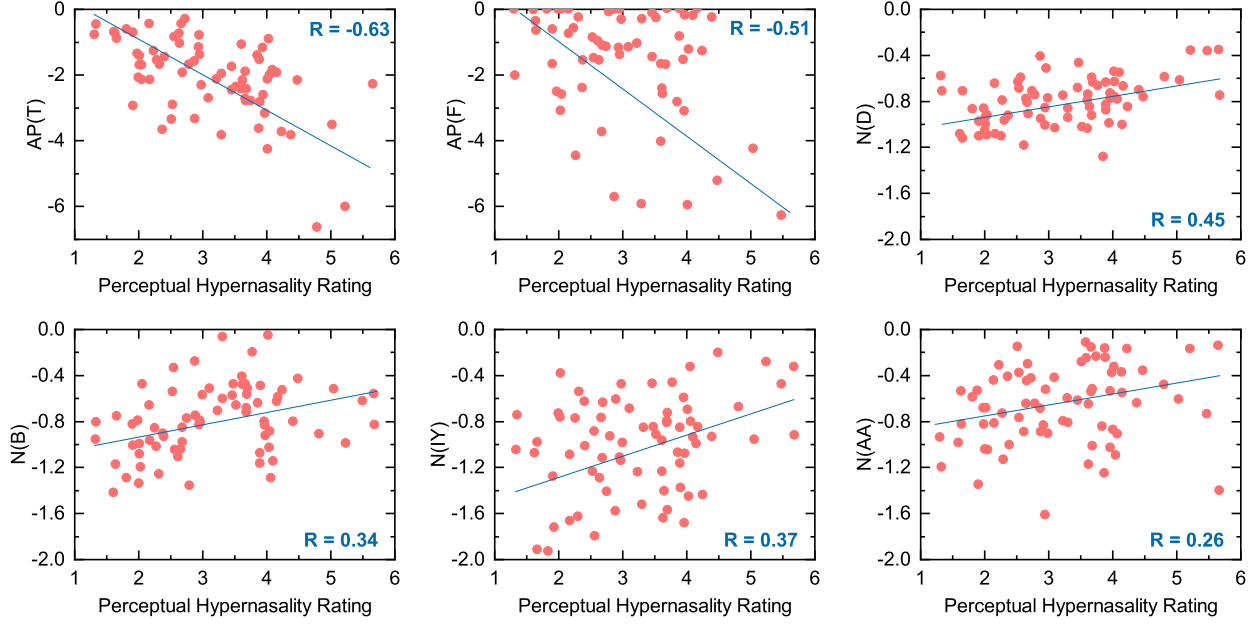 AP(T)
0
-2
-4
-6
R = -0.63
1 2 3 4 5 6
Perceptual Hypernasality Rating
AP(F)
0
-2
-4
-6
R = -0.51
1 2 3 4 5 6
Perceptual Hypernasality Rating
N(D)
0.0
-0.4
-0.8
-1.2
-1.6
-2.0
R = 0.45
1 2 3 4 5 6
Perceptual Hypernasality Rating
N(B)
0.0
-0.4
-0.8
-1.2
-1.6
-2.0
R = 0.34
1 2 3 4 5 6
Perceptual Hypernasality Rating
N(IY)
0.0
-0.4
-0.8
-1.2
-1.6
-2.0
R = 0.37
1 2 3 4 5 6
Perceptual Hypernasality Rating
N(AA)
0.0
-0.4
-0.8
-1.2
-1.6
-2.0
R = 0.26
1 2 3 4 5 6
Perceptual Hypernasality Rating